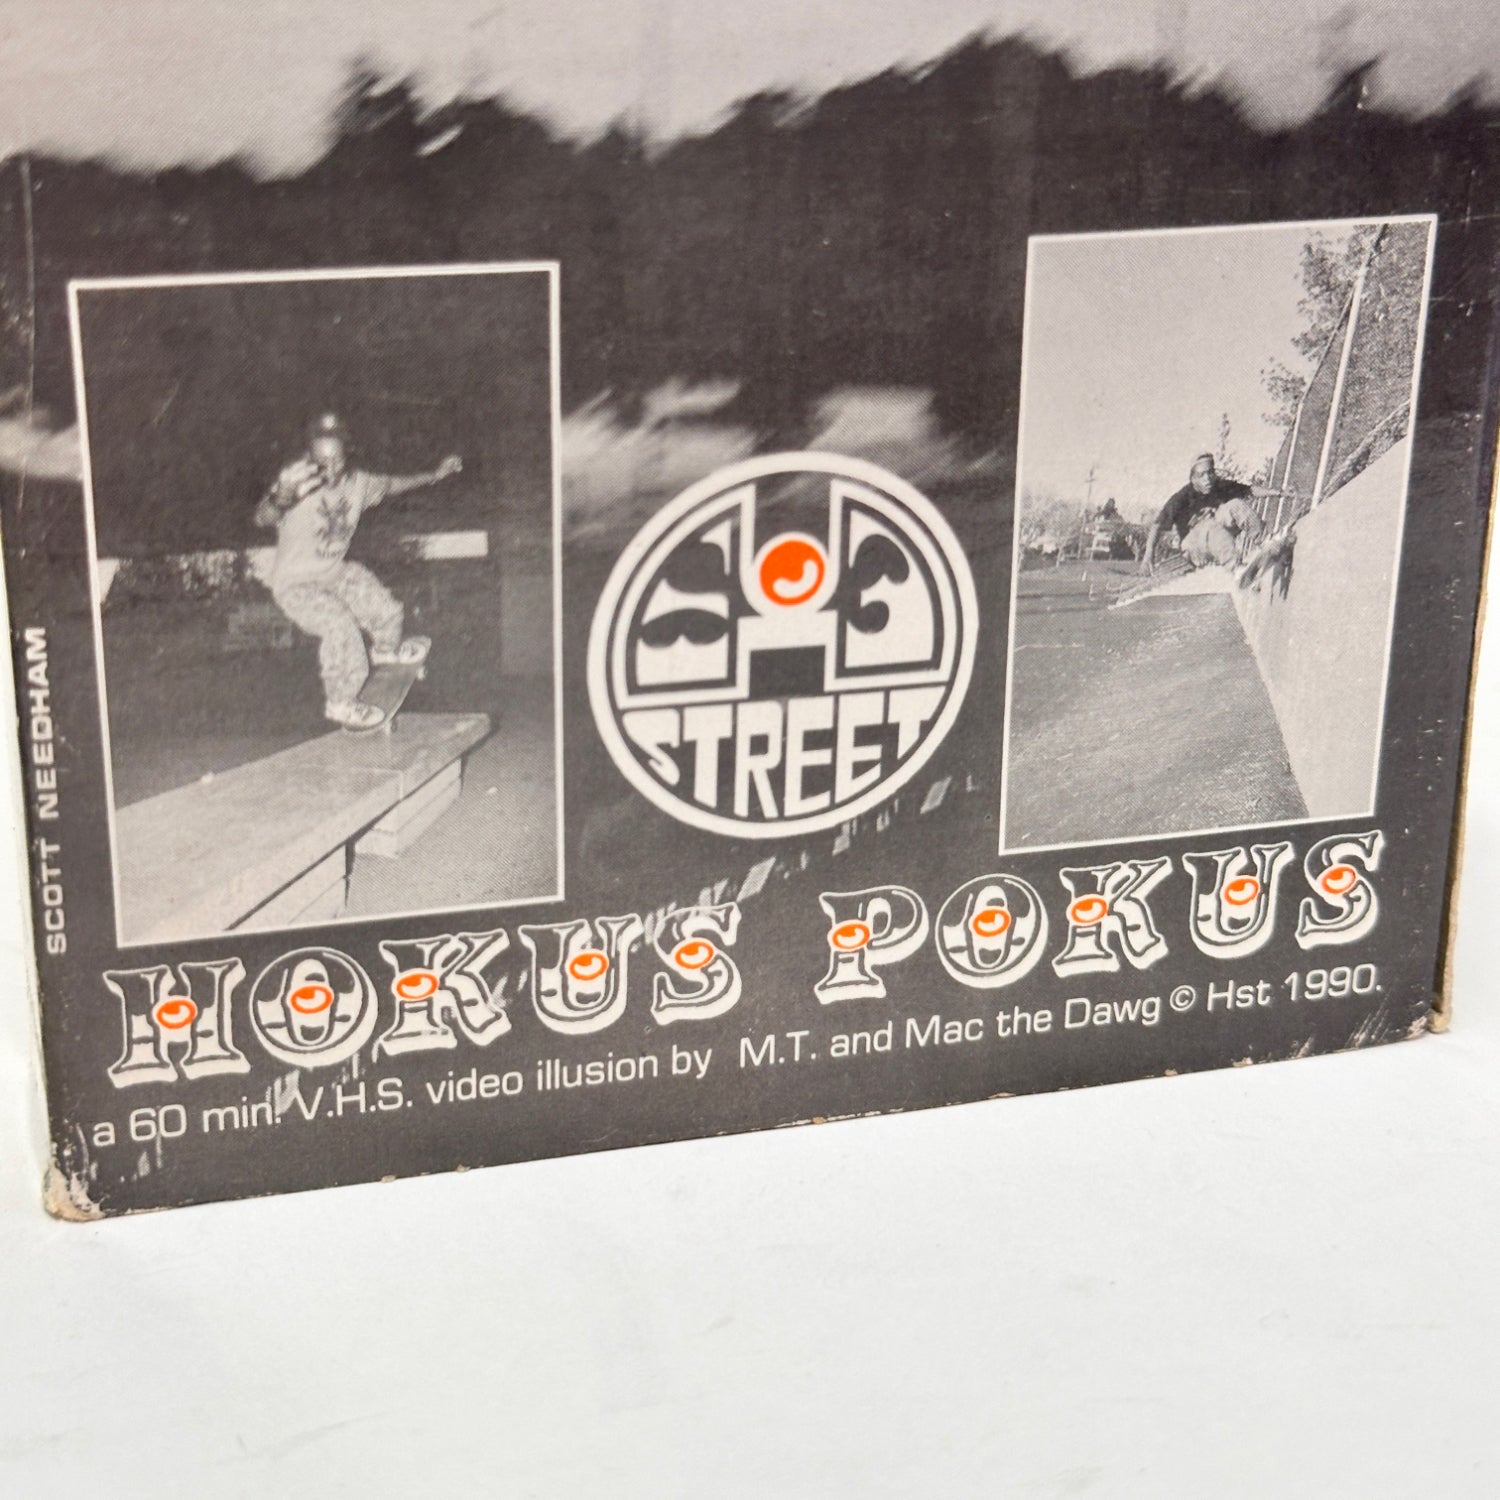 SCOTT NEEDHAM
H
STREET
HOKUS POKUS
a 60 min. V.H.S. video illusion by M.T. and Mac the Dawg © Hst 1990.